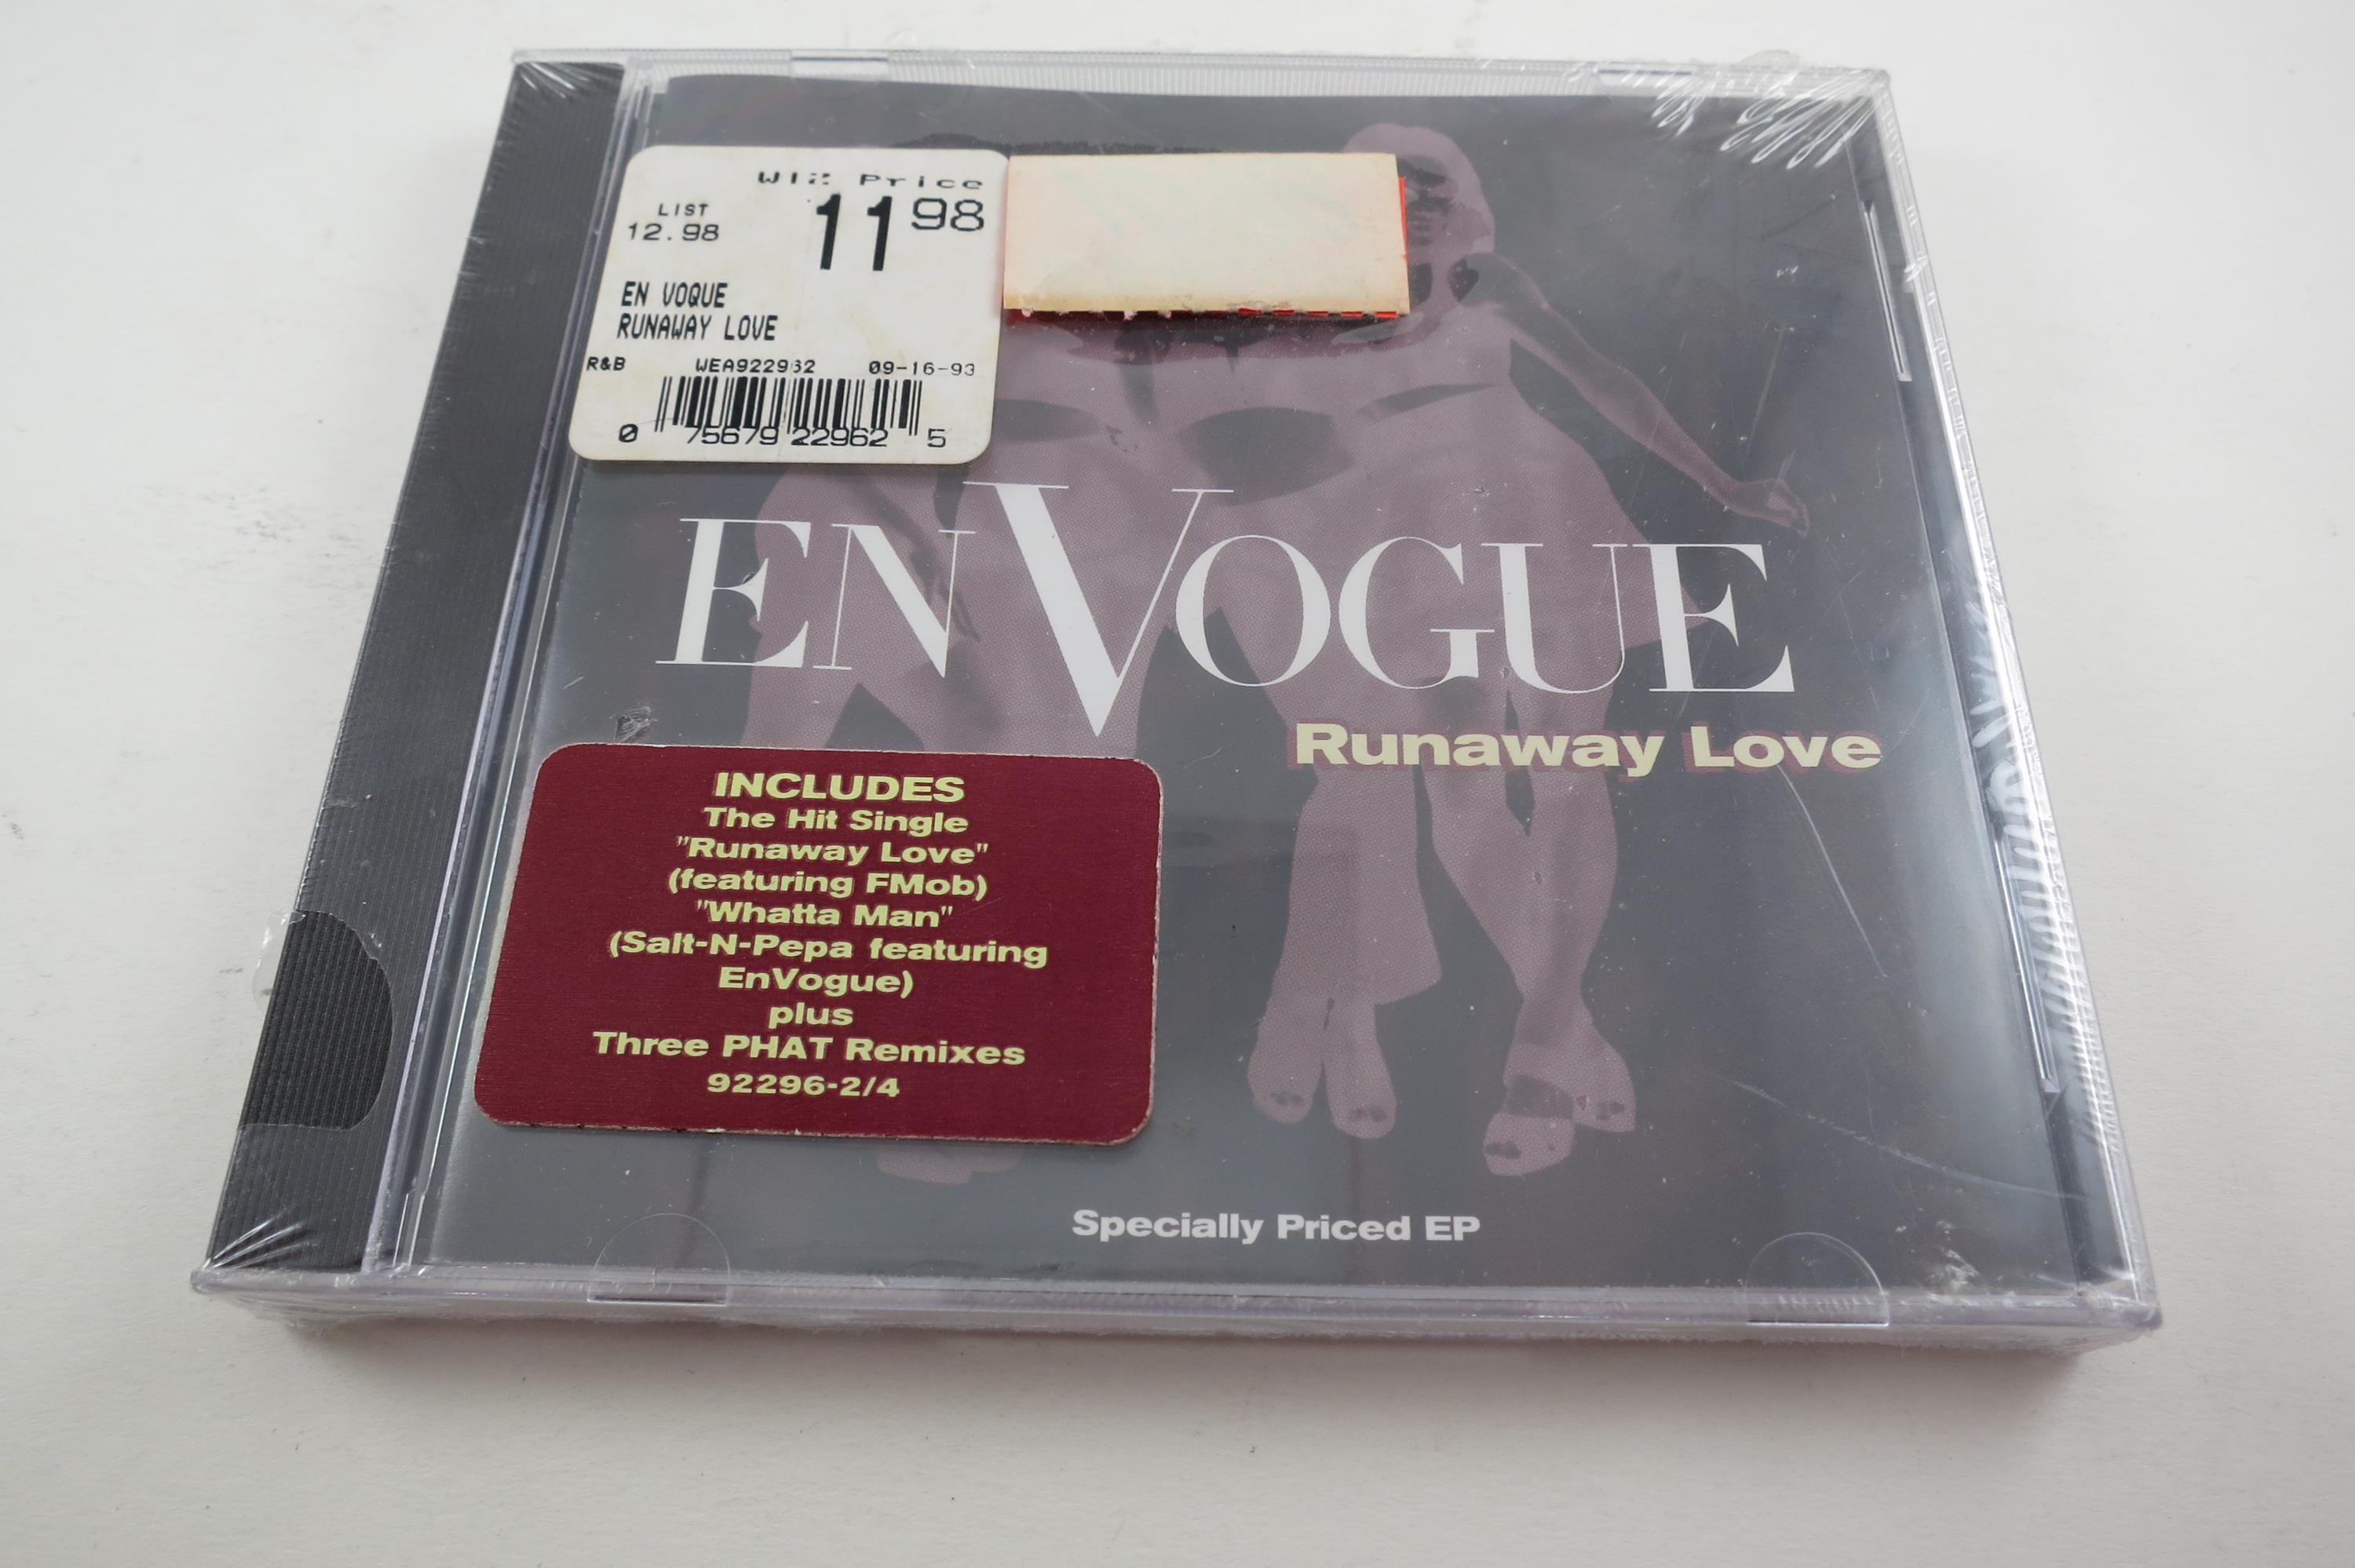 Wiz Price
LIST
12.98
11 98
EN VOQUE
RUNAWAY LOVE
R&B WEA922962 09-16-93
0 75679 22962 5
EN VOGUE
Runaway Love
INCLUDES
The Hit Single
"Runaway Love"
(featuring FMob)
"Whatta Man"
(Salt-N-Pepa featuring
EnVogue)
plus
Three PHAT Remixes
92296-2/4
Specially Priced EP